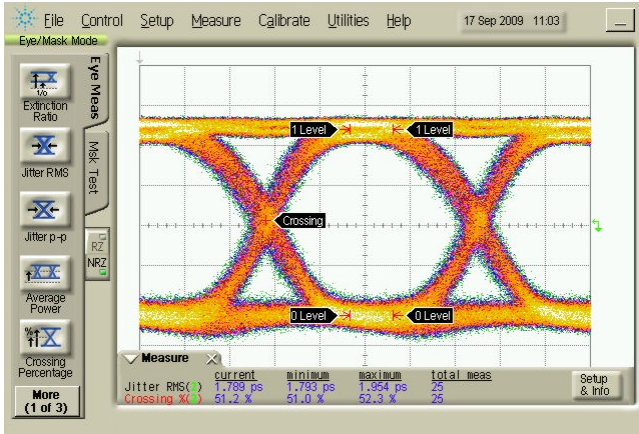 File Control Setup Measure Calibrate Utilities Help 17 Sep 2009 11:03
Eye/Mask Mode
Extinction
Ratio
Jitter RMS
Jitter p-p
Average
Power
Crossing
Percentage
More
(1 of 3)
Eye Meas
Msk Test
RZ
NRZ
1 Level 1 Level
Crossing
0 Level 0 Level
Measure
current minimum maximum total meas
Jitter RMS(2) 1.789 ps 1.793 ps 1.954 ps 25
Crossing %(2) 51.2 % 51.0 % 52.3 % 25
Setup
& Info